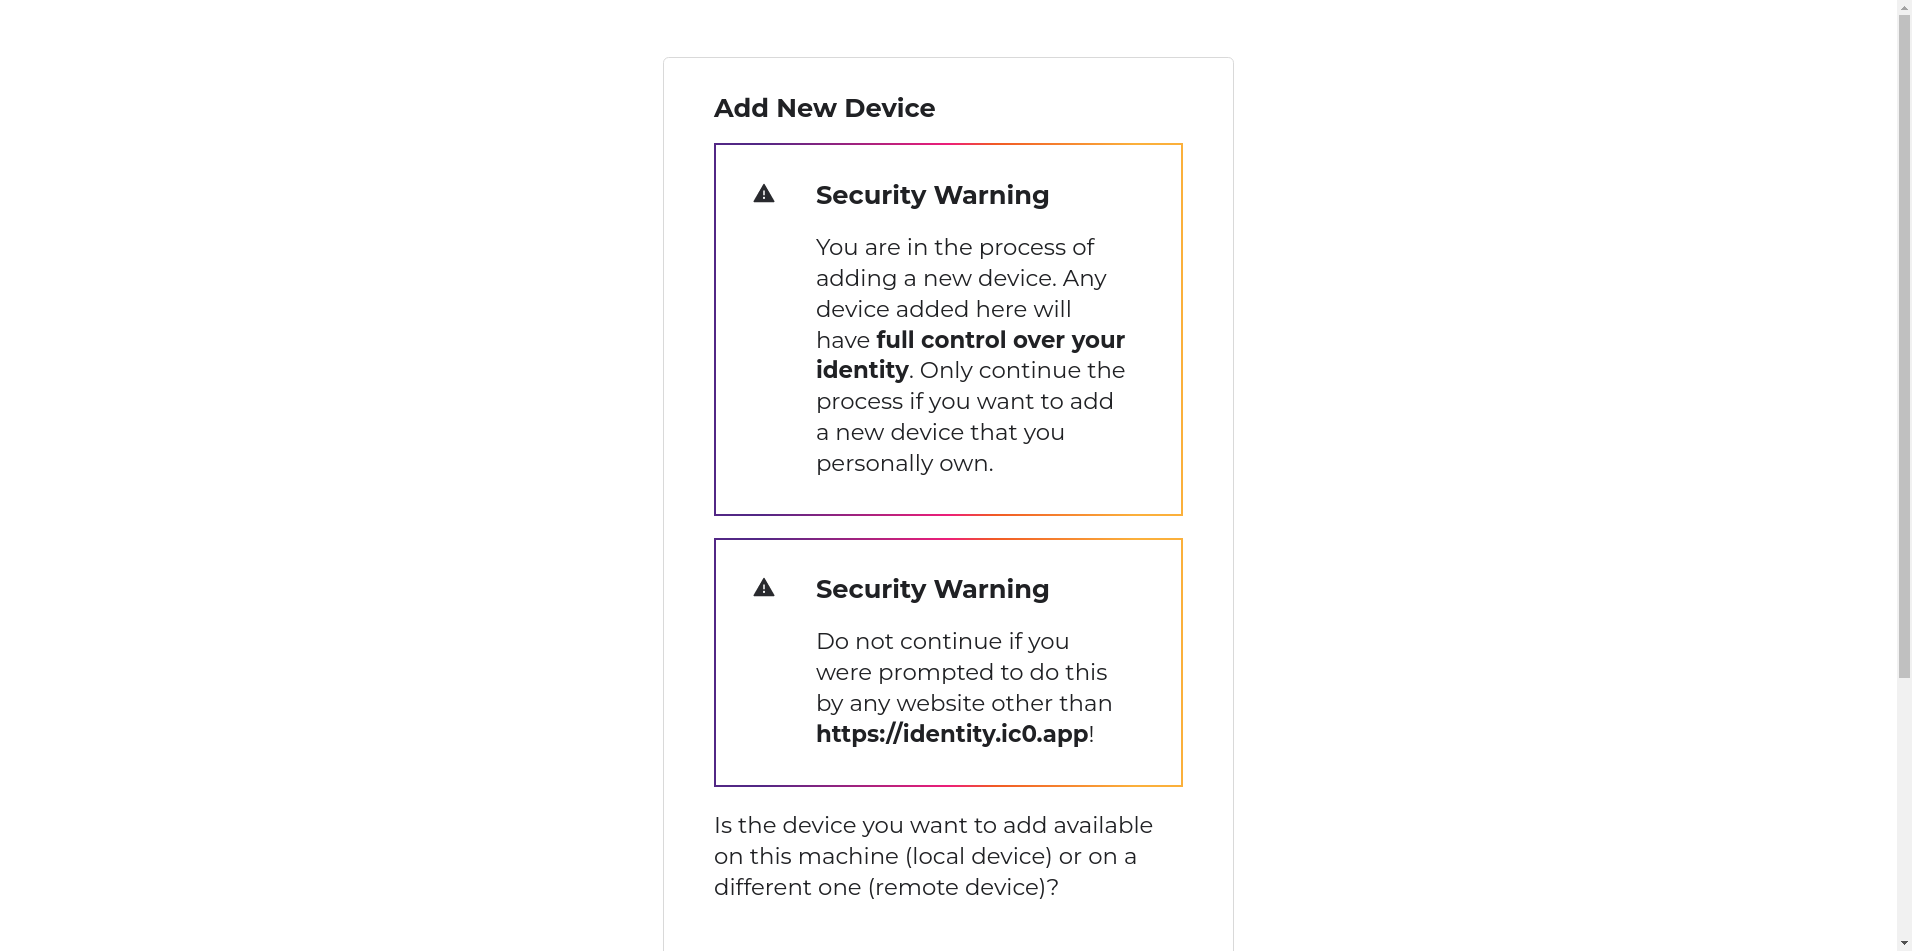 Add New Device
Security Warning
You are in the process of
adding a new device. Any
device added here will
have full control over your
identity. Only continue the
process if you want to add
a new device that you
personally own.
Security Warning
Do not continue if you
were prompted to do this
by any website other than
https://identity.ic0.app!
Is the device you want to add available
on this machine (local device) or on a
different one (remote device)?